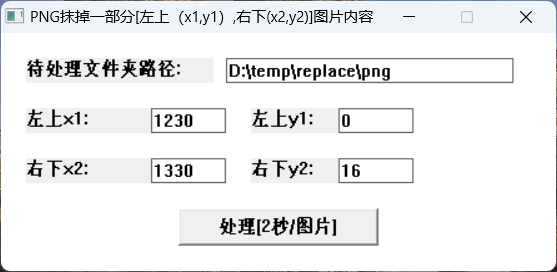 PNG抹掉一部分[左上（x1,y1）,右下(x2,y2)]图片内容
待处理文件夹路径: D:\temp\replace\png
左上x1: 1230 左上y1: 0
右下x2: 1330 右下y2: 16
处理[2秒/图片]